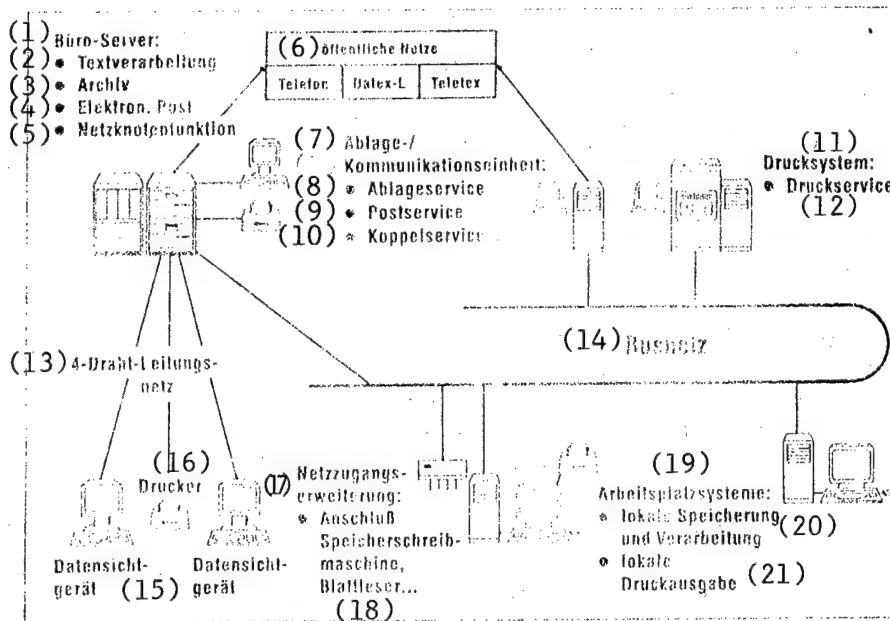 (1) Büro-Server:
(2) • Textverarbeitung
(3) • Archiv
(4) • Elektron. Post
(5) • Netzknotenfunktion
(6) öffentliche Netze
Telefon Datex-L Teletex
(7) Ablage-/
Kommunikationseinheit:
(8) • Ablageservice
(9) • Postservice
(10) • Koppelservice
(11)
Drucksystem:
• Druckservice
(12)
(13) 4-Draht-Leitungs-
netz
(14) Busnetz
(16)
Drucker
Datensicht-
gerät (15)
Datensicht-
gerät
(17) Netzzugangs-
erweiterung:
• Anschluß
Speicherschreib-
maschine,
Blattleser...
(18)
(19)
Arbeitsplatzsysteme:
• lokale Speicherung
und Verarbeitung (20)
• lokale
Druckausgabe (21)